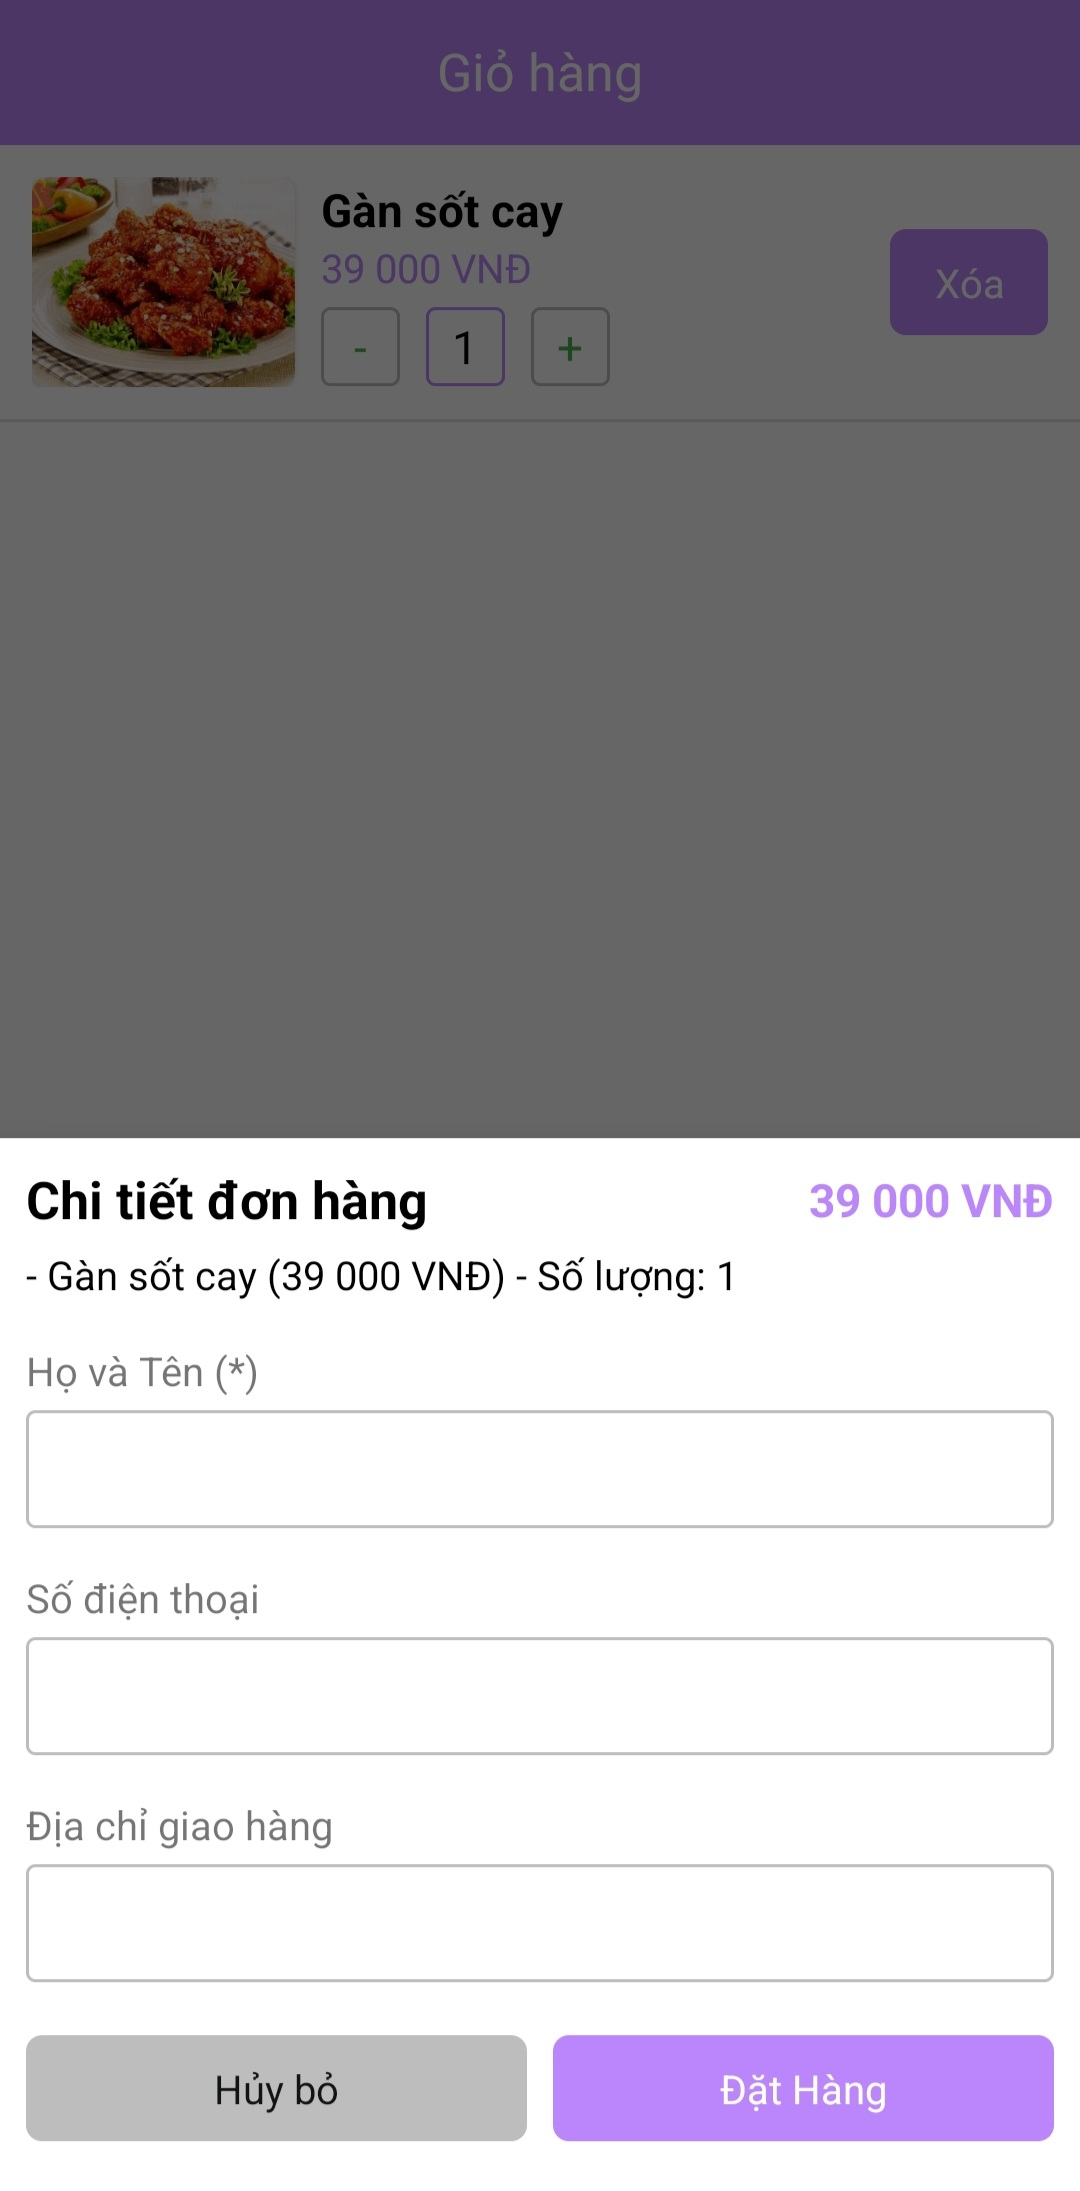 Giỏ hàng
Gàn sốt cay
39 000 VNĐ
- 1 +
Xóa
Chi tiết đơn hàng
39 000 VNĐ
- Gàn sốt cay (39 000 VNĐ) - Số lượng: 1
Họ và Tên (*)
Số điện thoại
Địa chỉ giao hàng
Hủy bỏ
Đặt Hàng